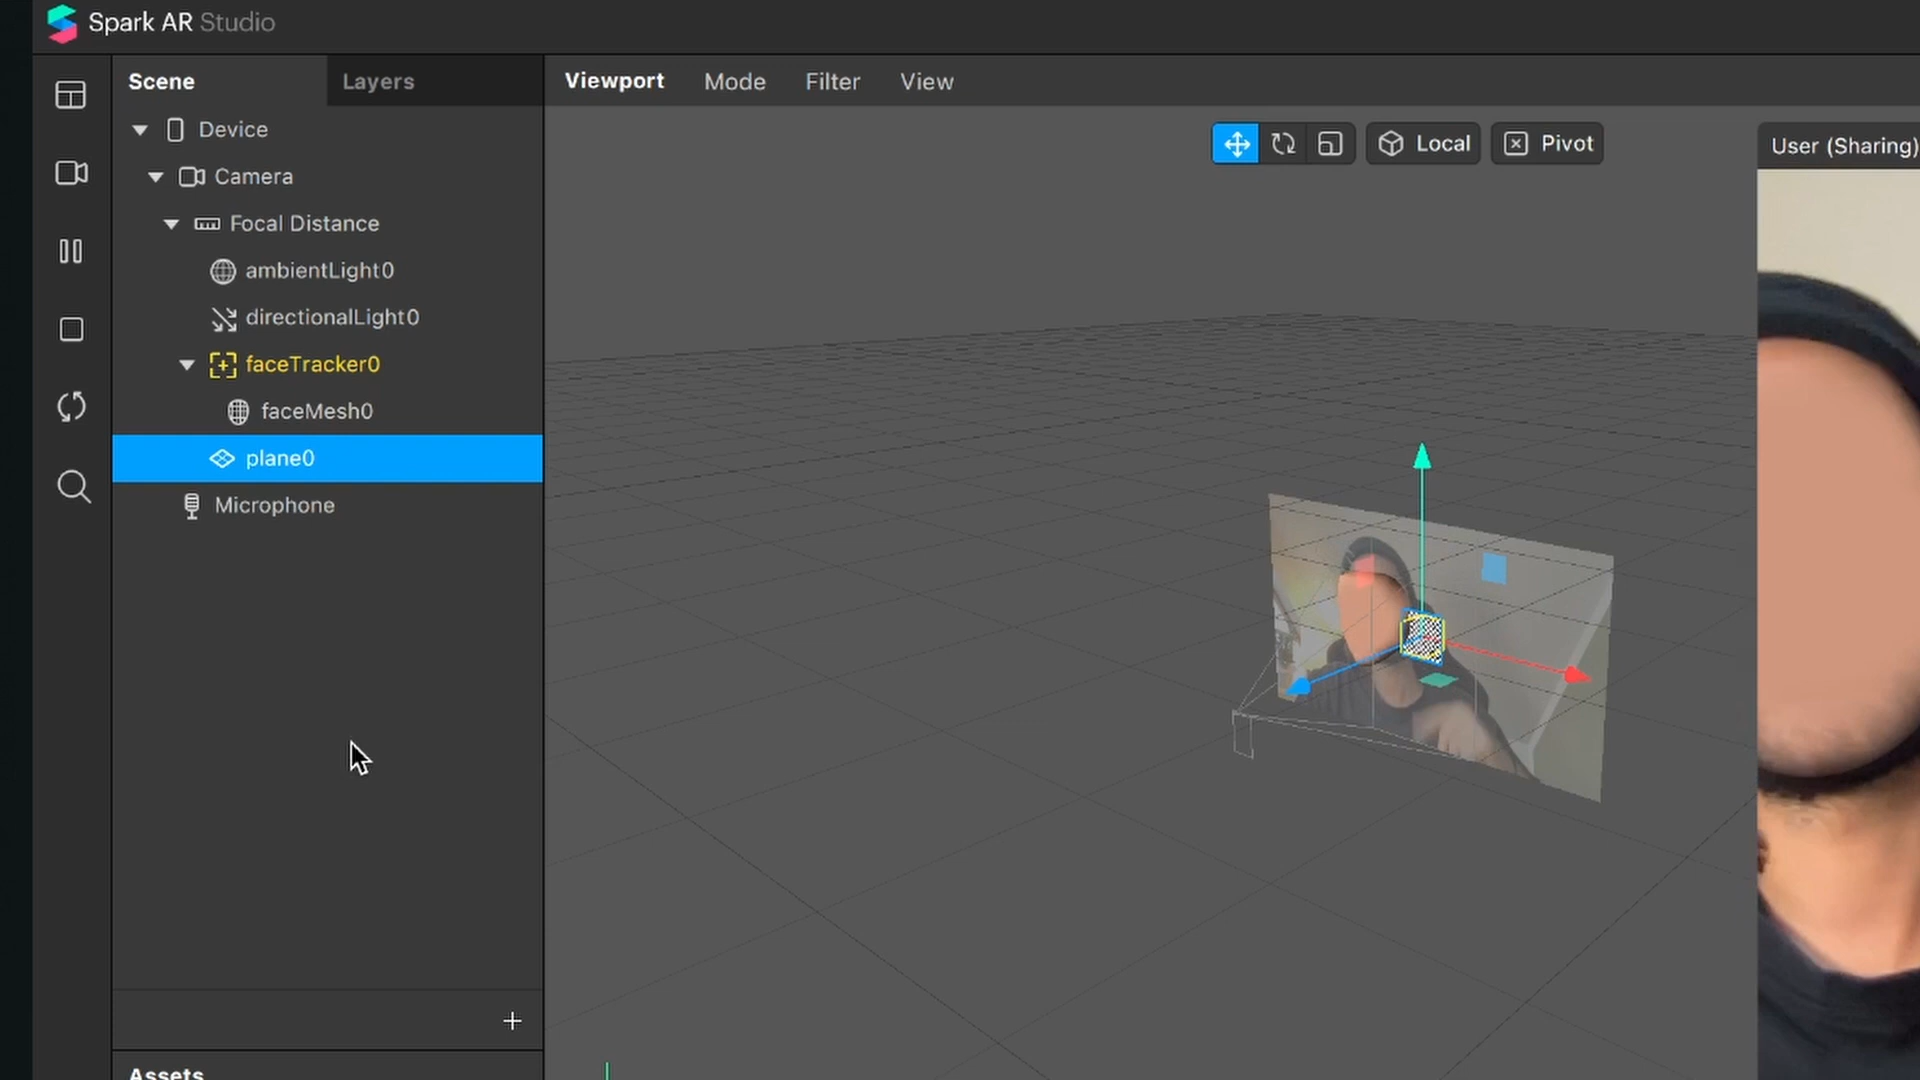 Spark AR Studio
Scene
Layers
Viewport
Mode
Filter
View
Device
Camera
Focal Distance
ambientLight0
directionalLight0
faceTracker0
faceMesh0
plane0
Microphone
Local
Pivot
User (Sharing)
Assets